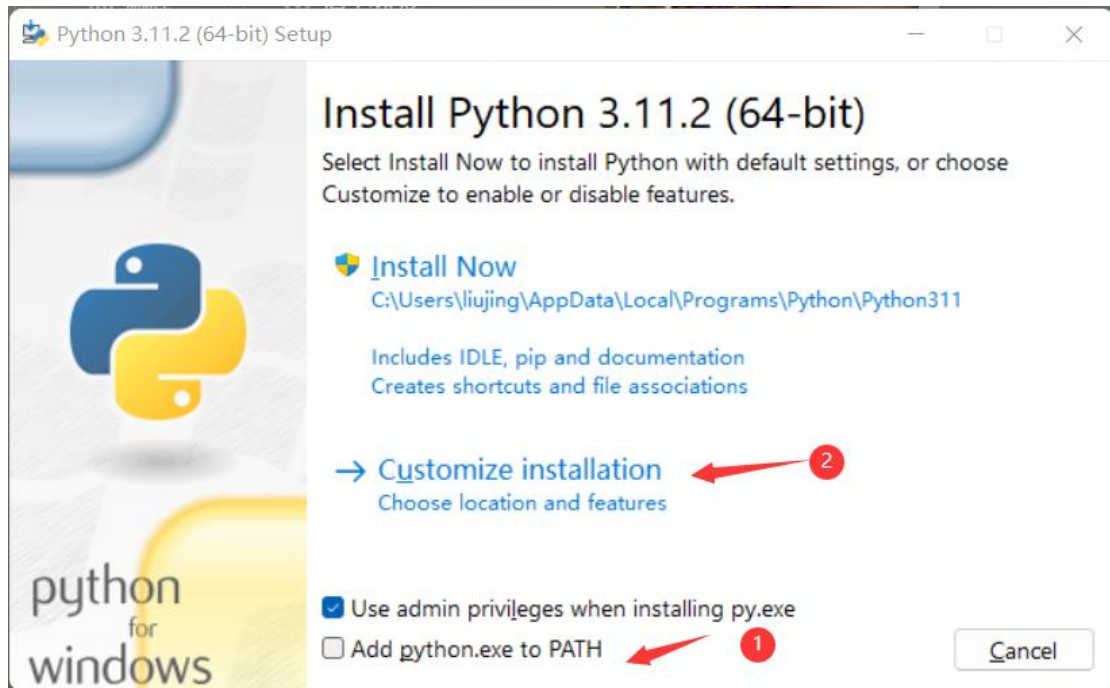 Python 3.11.2 (64-bit) Setup
Install Python 3.11.2 (64-bit)
Select Install Now to install Python with default settings, or choose
Customize to enable or disable features.
Install Now
C:\Users\liujing\AppData\Local\Programs\Python\Python311
Includes IDLE, pip and documentation
Creates shortcuts and file associations
Customize installation
2
Choose location and features
python
for
windows
Use admin privileges when installing py.exe
Add python.exe to PATH
1
Cancel